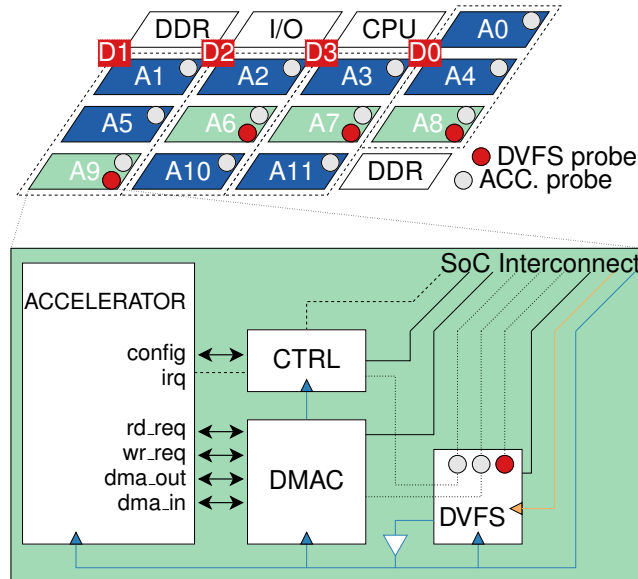 DDR I/O CPU A0
D1 D2 D3 D0
A1 A2 A3 A4
A5 A6 A7 A8
A9 A10 A11 DDR
DVFS probe
ACC. probe
SoC Interconnect
ACCELERATOR
config
irq
CTRL
rd_req
wr_req
dma_out
dma_in
DMAC
DVFS